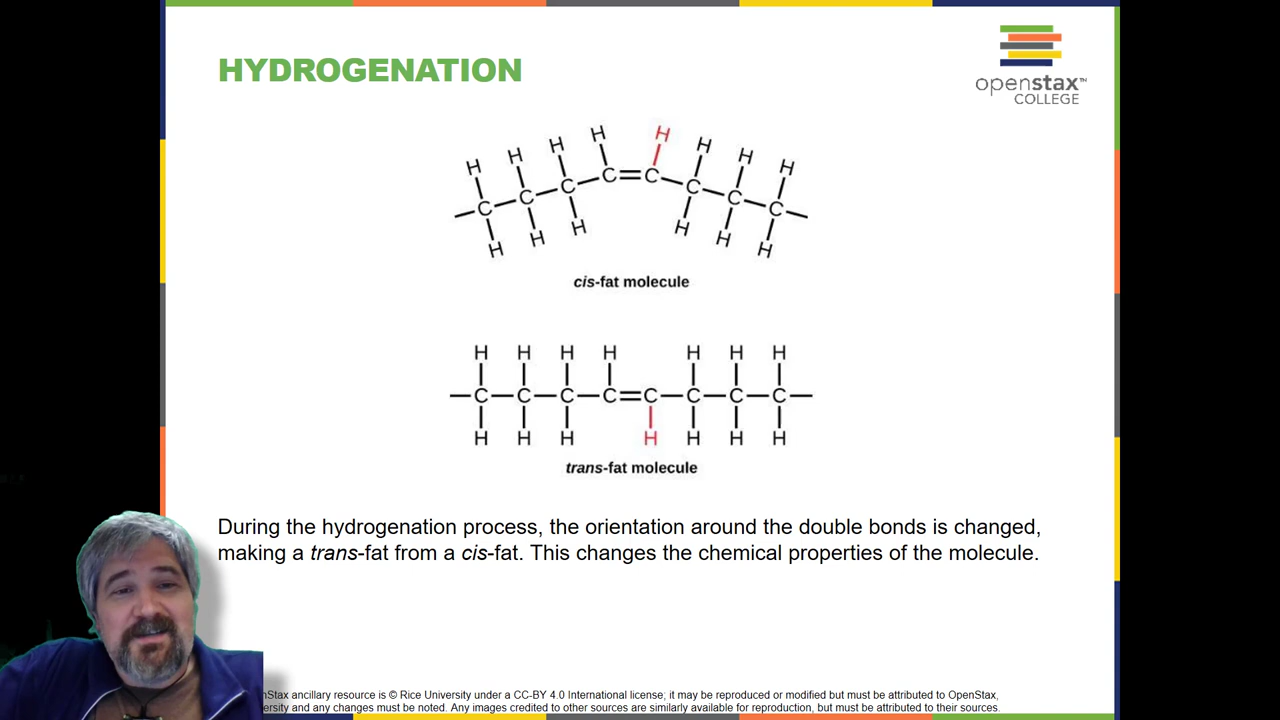 HYDROGENATION
openstax™
COLLEGE
H H H H H H H H
C C C C=C C C C
H H H H H H
cis-fat molecule
H H H H H H H
C C C C=C C C C
H H H H H H H
trans-fat molecule
During the hydrogenation process, the orientation around the double bonds is changed,
making a trans-fat from a cis-fat. This changes the chemical properties of the molecule.
ancillary resource is © Rice University under a CC-BY 4.0 International license; it may be reproduced or modified but must be attributed to OpenStax,
and any changes must be noted. Any images credited to other sources are similarly available for reproduction, but must be attributed to their sources.